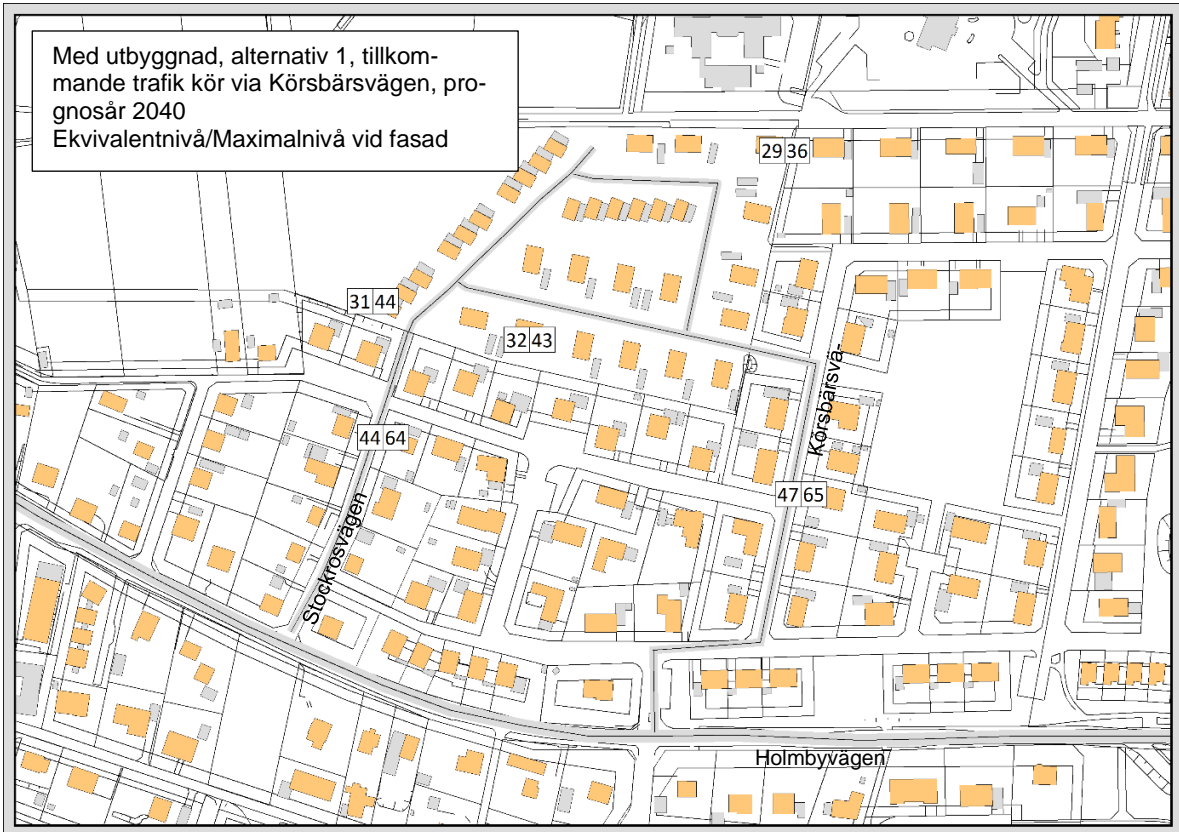 Med utbyggnad, alternativ 1, tillkom-
mande trafik kör via Körsbärsvägen, pro-
gnosår 2040
Ekvivalentnivå/Maximalnivå vid fasad
29 36
31 44
32 43
Körsbärsvä-
44 64
47 65
Stockrosvägen
Holmbyvägen